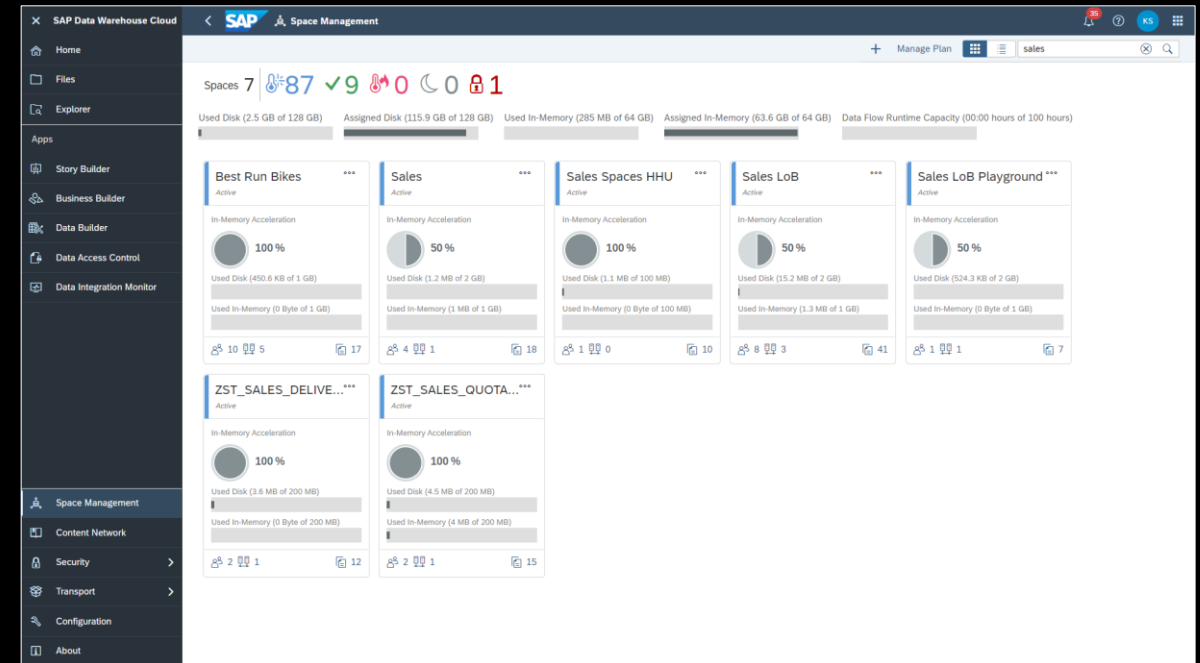 SAP Data Warehouse Cloud
Home
Files
Explorer
Apps
Story Builder
Business Builder
Data Builder
Data Access Control
Data Integration Monitor
Space Management
Content Network
Security
Transport
Configuration
About
SAP Space Management
35
KS
Manage Plan
sales
Spaces 7 87 9 0 0 1
Used Disk (2.5 GB of 128 GB) Assigned Disk (115.9 GB of 128 GB) Used In-Memory (285 MB of 64 GB) Assigned In-Memory (63.6 GB of 64 GB) Data Flow Runtime Capacity (00:00 hours of 100 hours)
Best Run Bikes
Active
In-Memory Acceleration
100 %
Used Disk (450.6 KB of 1 GB)
Used In-Memory (0 Byte of 1 GB)
10 5 17
Sales
Active
In-Memory Acceleration
50 %
Used Disk (1.2 MB of 2 GB)
Used In-Memory (1 MB of 1 GB)
4 1 18
Sales Spaces HHU
Active
In-Memory Acceleration
100 %
Used Disk (1.1 MB of 100 MB)
Used In-Memory (0 Byte of 100 MB)
1 0 10
Sales LoB
Active
In-Memory Acceleration
50 %
Used Disk (15.2 MB of 2 GB)
Used In-Memory (1.3 MB of 1 GB)
8 3 41
Sales LoB Playground
Active
In-Memory Acceleration
50 %
Used Disk (524.3 KB of 2 GB)
Used In-Memory (0 Byte of 1 GB)
1 1 7
ZST_SALES_DELIVE...
Active
In-Memory Acceleration
100 %
Used Disk (3.6 MB of 200 MB)
Used In-Memory (0 Byte of 200 MB)
2 1 12
ZST_SALES_QUOTA...
Active
In-Memory Acceleration
100 %
Used Disk (4.5 MB of 200 MB)
Used In-Memory (4 MB of 200 MB)
2 1 15